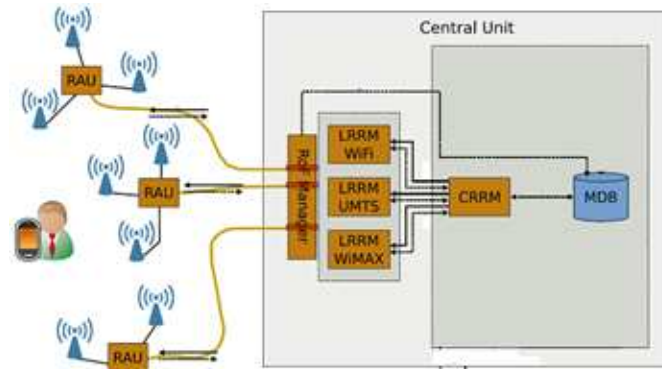 Central Unit
RAU
RAU
RAU
RoF Manager
LRRM
WiFi
LRRM
UMTS
LRRM
WiMAX
CRRM
MDB